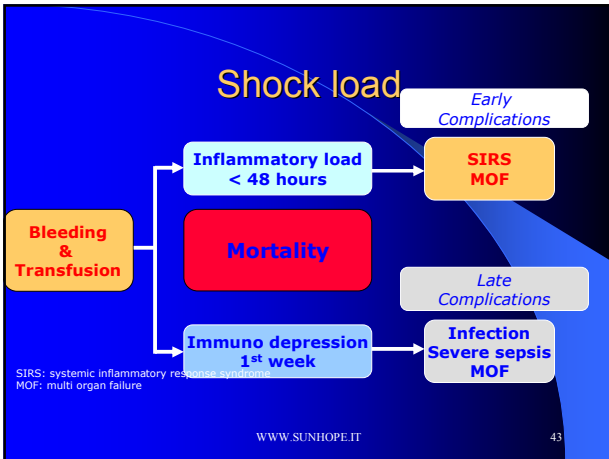 Shock load
Early
Complications
Inflammatory load
< 48 hours
SIRS
MOF
Bleeding
&
Transfusion
Mortality
Late
Complications
Immuno depression
1st week
Infection
Severe sepsis
MOF
SIRS: systemic inflammatory response syndrome
MOF: multi organ failure
WWW.SUNHOPE.IT
43